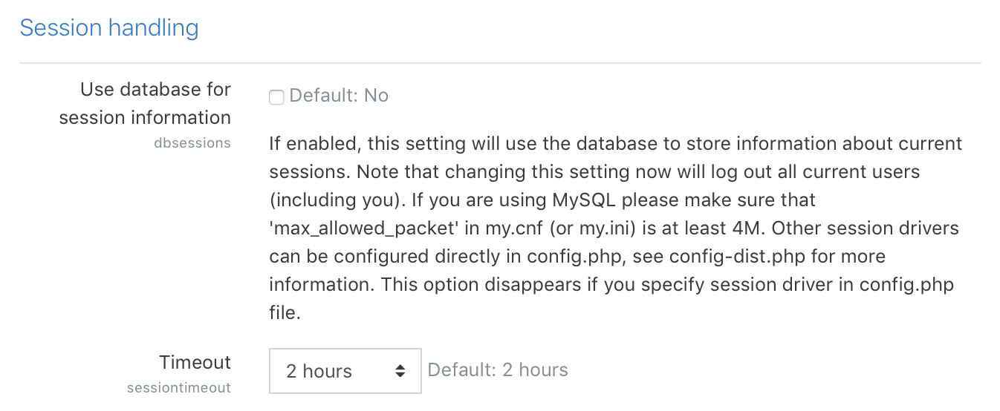 Session handling
Use database for
session information
dbsessions
Default: No
If enabled, this setting will use the database to store information about current
sessions. Note that changing this setting now will log out all current users
(including you). If you are using MySQL please make sure that
'max_allowed_packet' in my.cnf (or my.ini) is at least 4M. Other session drivers
can be configured directly in config.php, see config-dist.php for more
information. This option disappears if you specify session driver in config.php
file.
Timeout
sessiontimeout
2 hours
Default: 2 hours